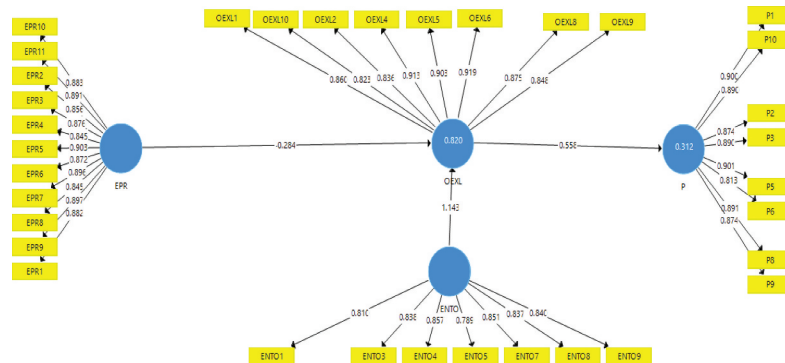 EPR10
EPR11
EPR2
EPR3
EPR4
EPR5
EPR6
EPR7
EPR8
EPR9
EPR1
0.883
0.891
0.856
0.876
0.845
0.903
0.872
0.896
0.845
0.897
0.882
EPR
-0.284
OEXL1
OEXL10
OEXL2
OEXL4
OEXL5
OEXL6
OEXL8
OEXL9
0.860
0.823
0.836
0.913
0.903
0.919
0.875
0.848
0.820
OEXL
0.558
1.143
ENTO
0.810
0.838
0.857
0.789
0.851
0.837
0.840
ENTO1
ENTO3
ENTO4
ENTO5
ENTO7
ENTO8
ENTO9
0.312
P
0.900
0.890
0.874
0.890
0.901
0.813
0.891
0.874
P1
P10
P2
P3
P5
P6
P8
P9